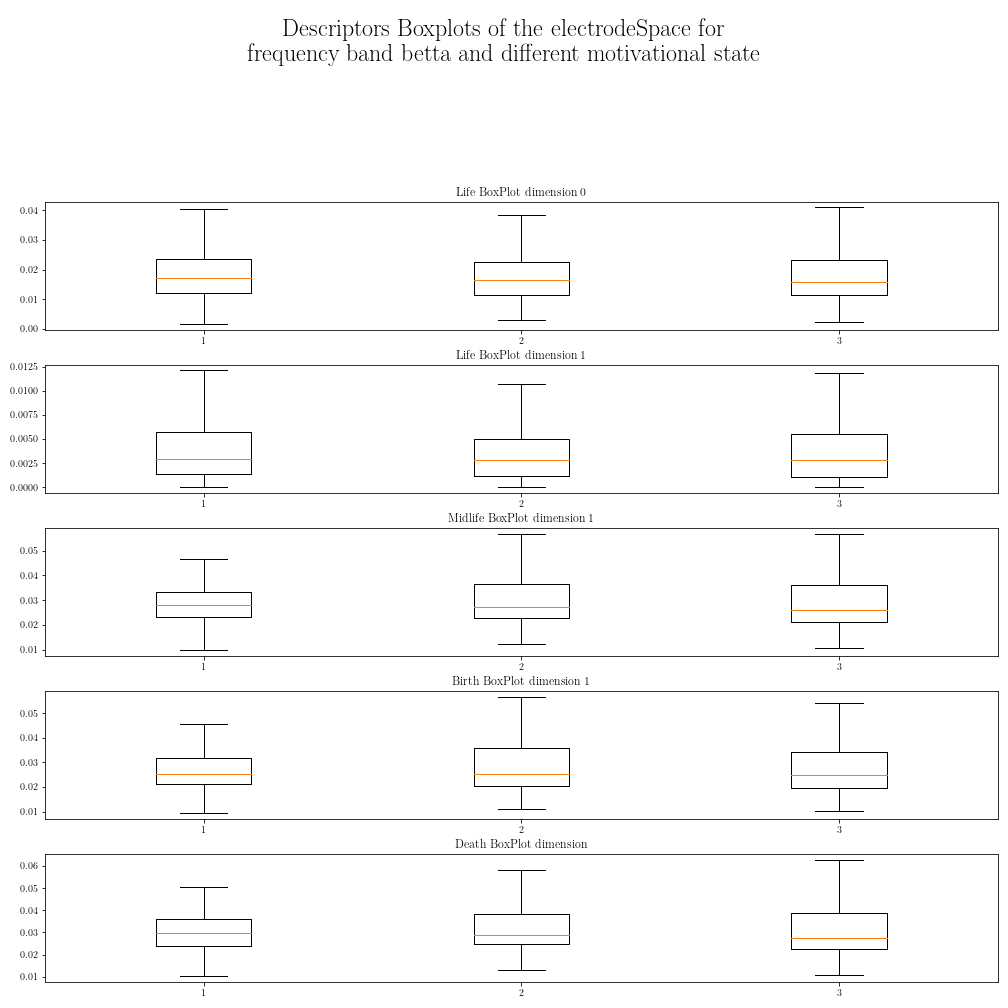 Descriptors Boxplots of the electrodeSpace for
frequency band betta and different motivational state
Life BoxPlot dimension 0
0.04
0.03
0.02
0.01
0.00
1 2 3
Life BoxPlot dimension 1
0.0125
0.0100
0.0075
0.0050
0.0025
0.0000
1 2 3
Midlife BoxPlot dimension 1
0.05
0.04
0.03
0.02
0.01
1 2 3
Birth BoxPlot dimension 1
0.05
0.04
0.03
0.02
0.01
1 2 3
Death BoxPlot dimension
0.06
0.05
0.04
0.03
0.02
0.01
1 2 3